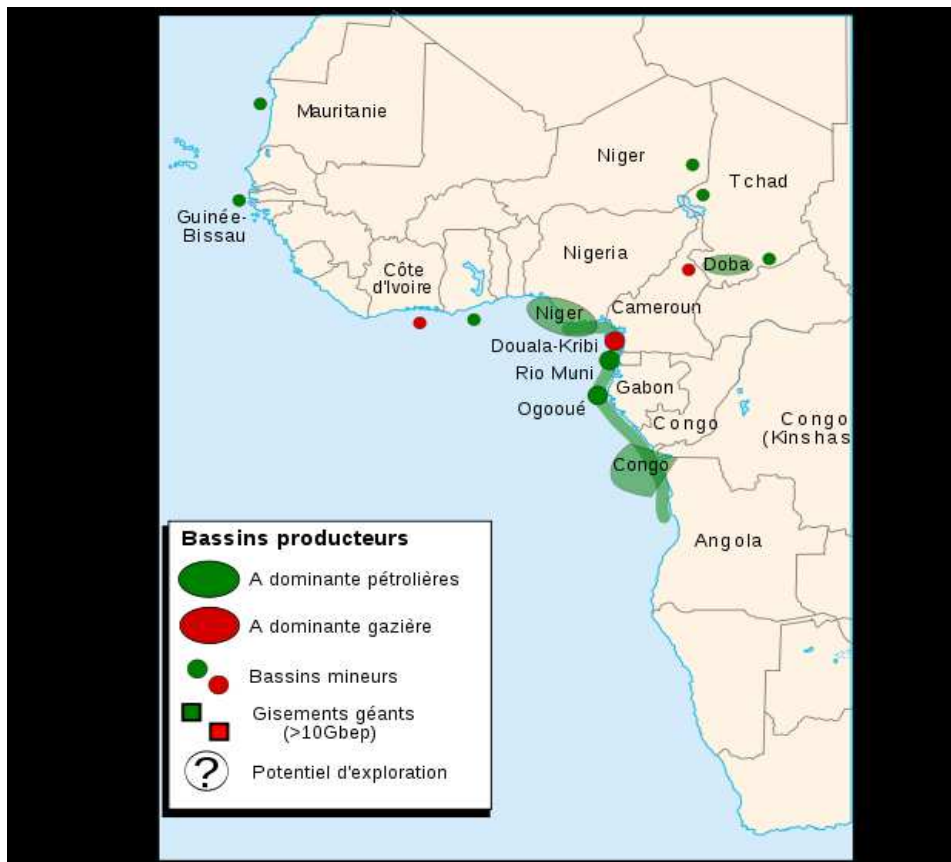 Mauritanie
Niger
Tchad
Guinée-
Bissau
Nigeria
Doba
Côte
d'Ivoire
Niger
Cameroun
Douala-Kribi
Rio Muni
Gabon
Ogooué
Congo
Congo
(Kinshas
Congo
Angola
Bassins producteurs
A dominante pétrolières
A dominante gazière
Bassins mineurs
Gisements géants
(>10Gbep)
?
Potentiel d'exploration